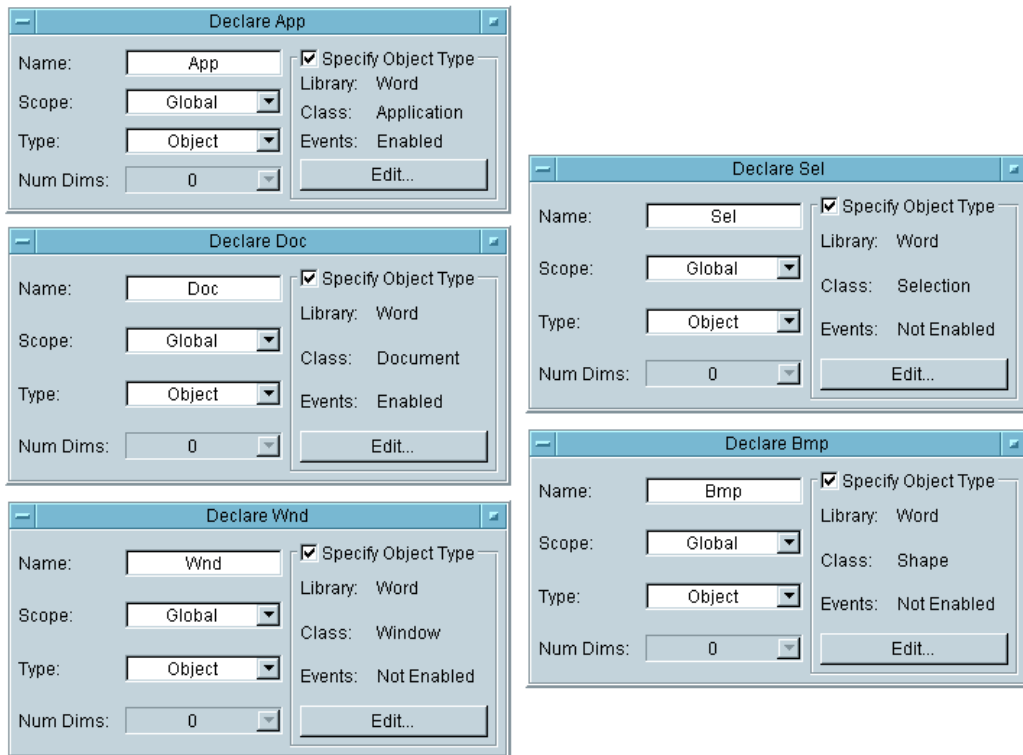 Declare App
Name: App
Scope: Global
Type: Object
Num Dims: 0
Specify Object Type
Library: Word
Class: Application
Events: Enabled
Edit...
Declare Doc
Name: Doc
Scope: Global
Type: Object
Num Dims: 0
Specify Object Type
Library: Word
Class: Document
Events: Enabled
Edit...
Declare Wnd
Name: Wnd
Scope: Global
Type: Object
Num Dims: 0
Specify Object Type
Library: Word
Class: Window
Events: Not Enabled
Edit...
Declare Sel
Name: Sel
Scope: Global
Type: Object
Num Dims: 0
Specify Object Type
Library: Word
Class: Selection
Events: Not Enabled
Edit...
Declare Bmp
Name: Bmp
Scope: Global
Type: Object
Num Dims: 0
Specify Object Type
Library: Word
Class: Shape
Events: Not Enabled
Edit...